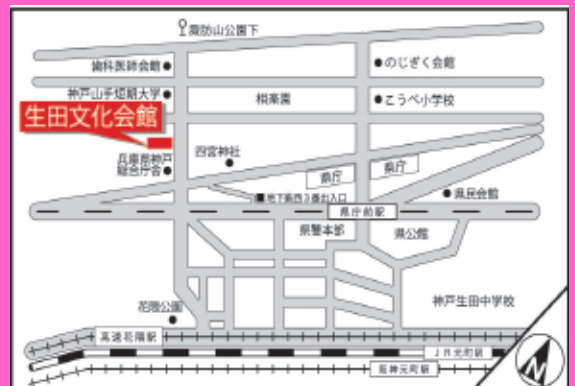 諏訪山公園下
歯科医師会館
のじぎく会館
神戸山手短期大学
相楽園
こうべ小学校
生田文化会館
四宮神社
兵庫県神戸
総合庁舎
県庁
県庁
地下鉄西3番出入口
県民会館
県庁前駅
県警本部
県公館
花隈公園
神戸生田中学校
高速花隈駅
JR元町駅
阪神元町駅
N